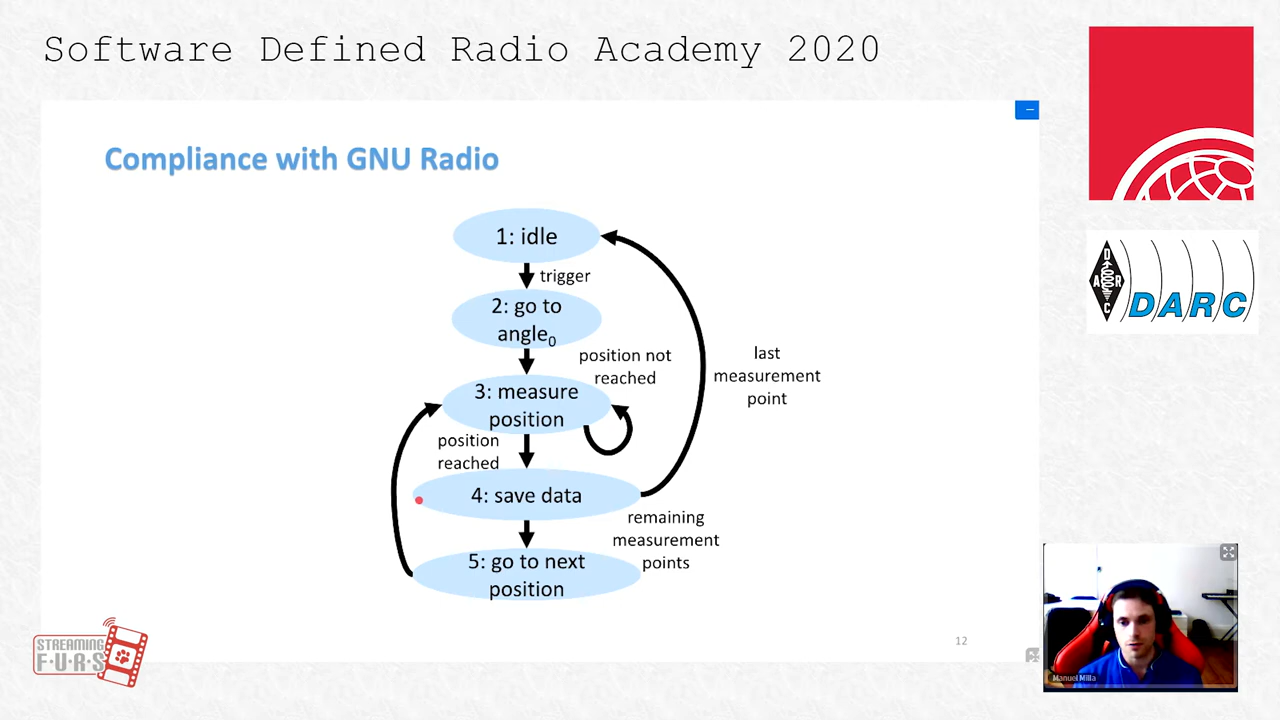 Software Defined Radio Academy 2020
Compliance with GNU Radio
1: idle
trigger
2: go to
angle0
position not
reached
last
measurement
point
3: measure
position
position
reached
4: save data
remaining
measurement
points
5: go to next
position
12
D
A R
C
DARC
STREAMING
F·U·R·S
Manuel Milla